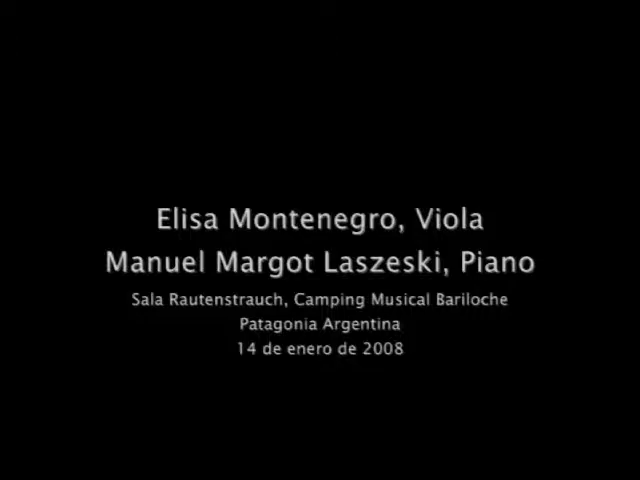 Elisa Montenegro, Viola
Manuel Margot Laszeski, Piano
Sala Rautenstrauch, Camping Musical Bariloche
Patagonia Argentina
14 de enero de 2008